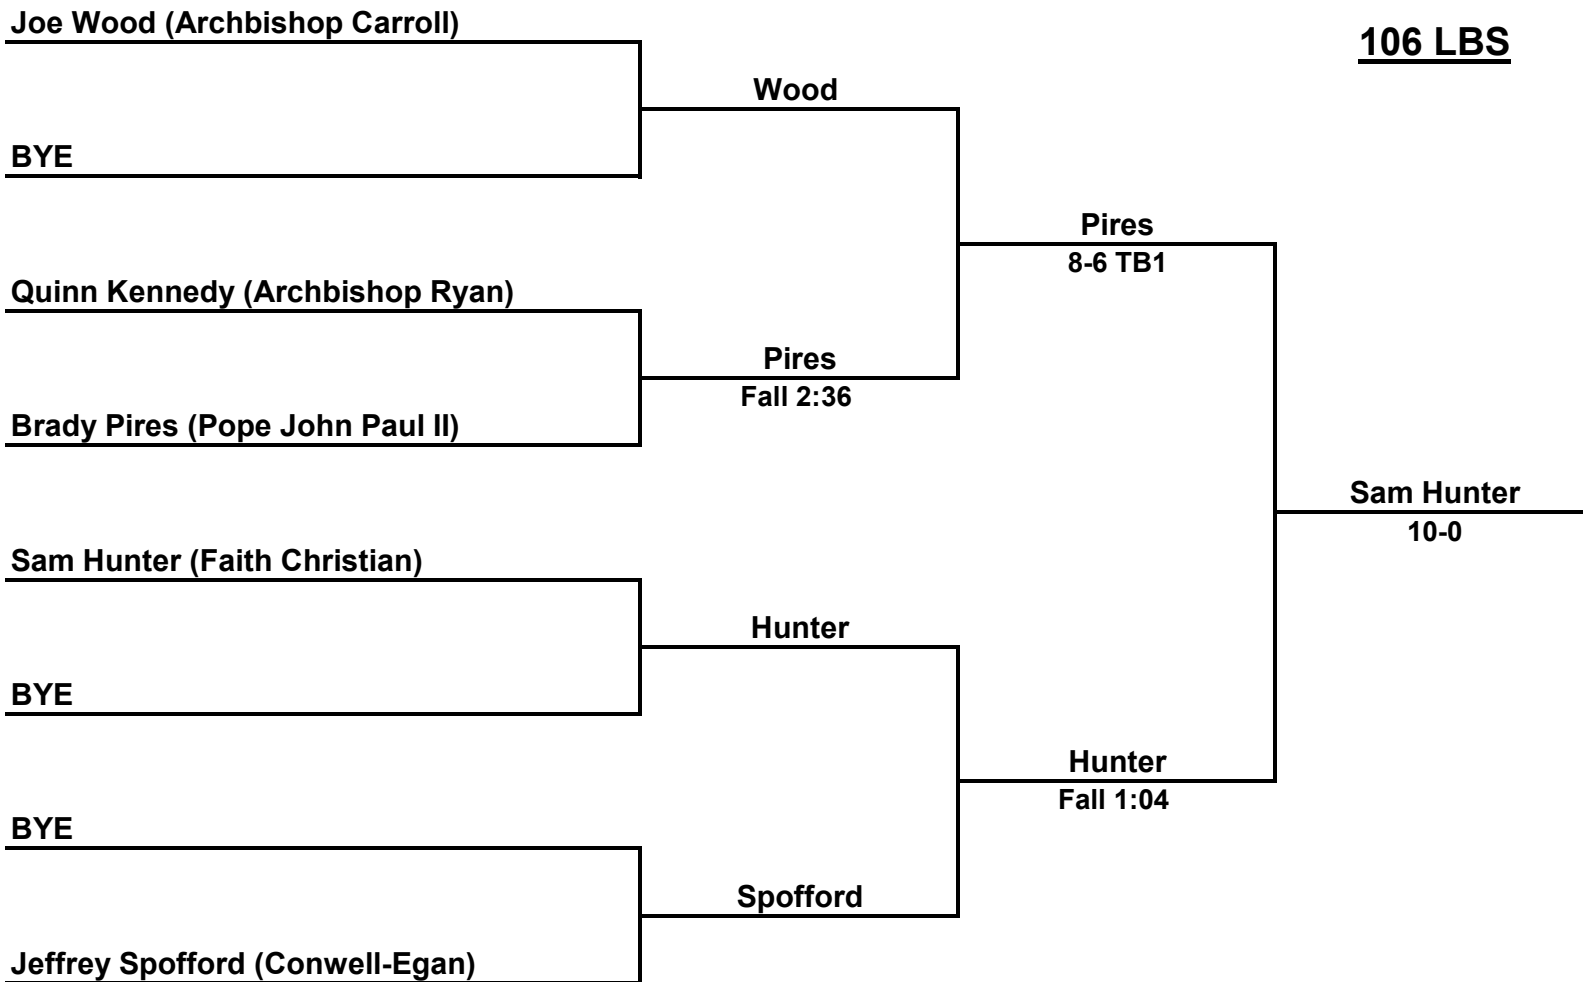 Joe Wood (Archbishop Carroll)
106 LBS
Wood
BYE
Pires
8-6 TB1
Quinn Kennedy (Archbishop Ryan)
Pires
Fall 2:36
Brady Pires (Pope John Paul II)
Sam Hunter
10-0
Sam Hunter (Faith Christian)
Hunter
BYE
Hunter
Fall 1:04
BYE
Spofford
Jeffrey Spofford (Conwell-Egan)